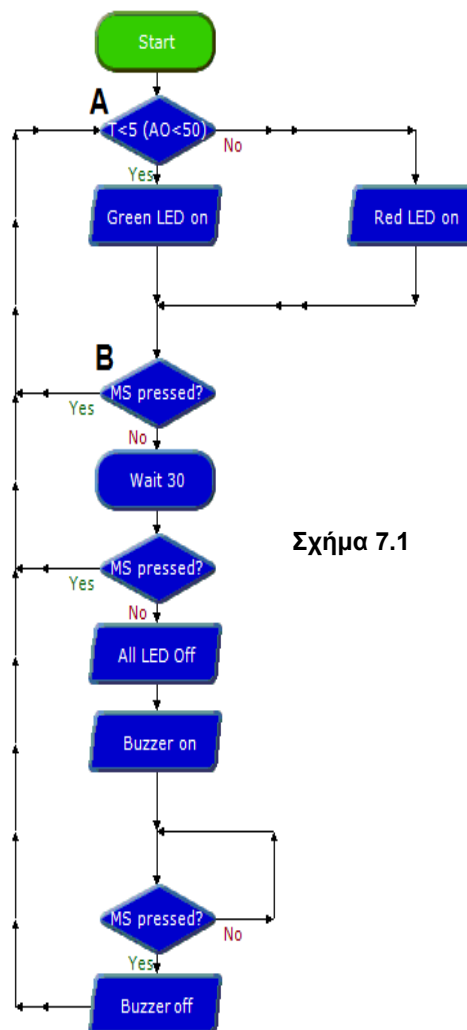 Start
A
T<5 (AO<50)
No
Yes
Green LED on
Red LED on
B
MS pressed?
Yes
No
Wait 30
Σχήμα 7.1
MS pressed?
Yes
No
All LED Off
Buzzer on
MS pressed?
No
Yes
Buzzer off